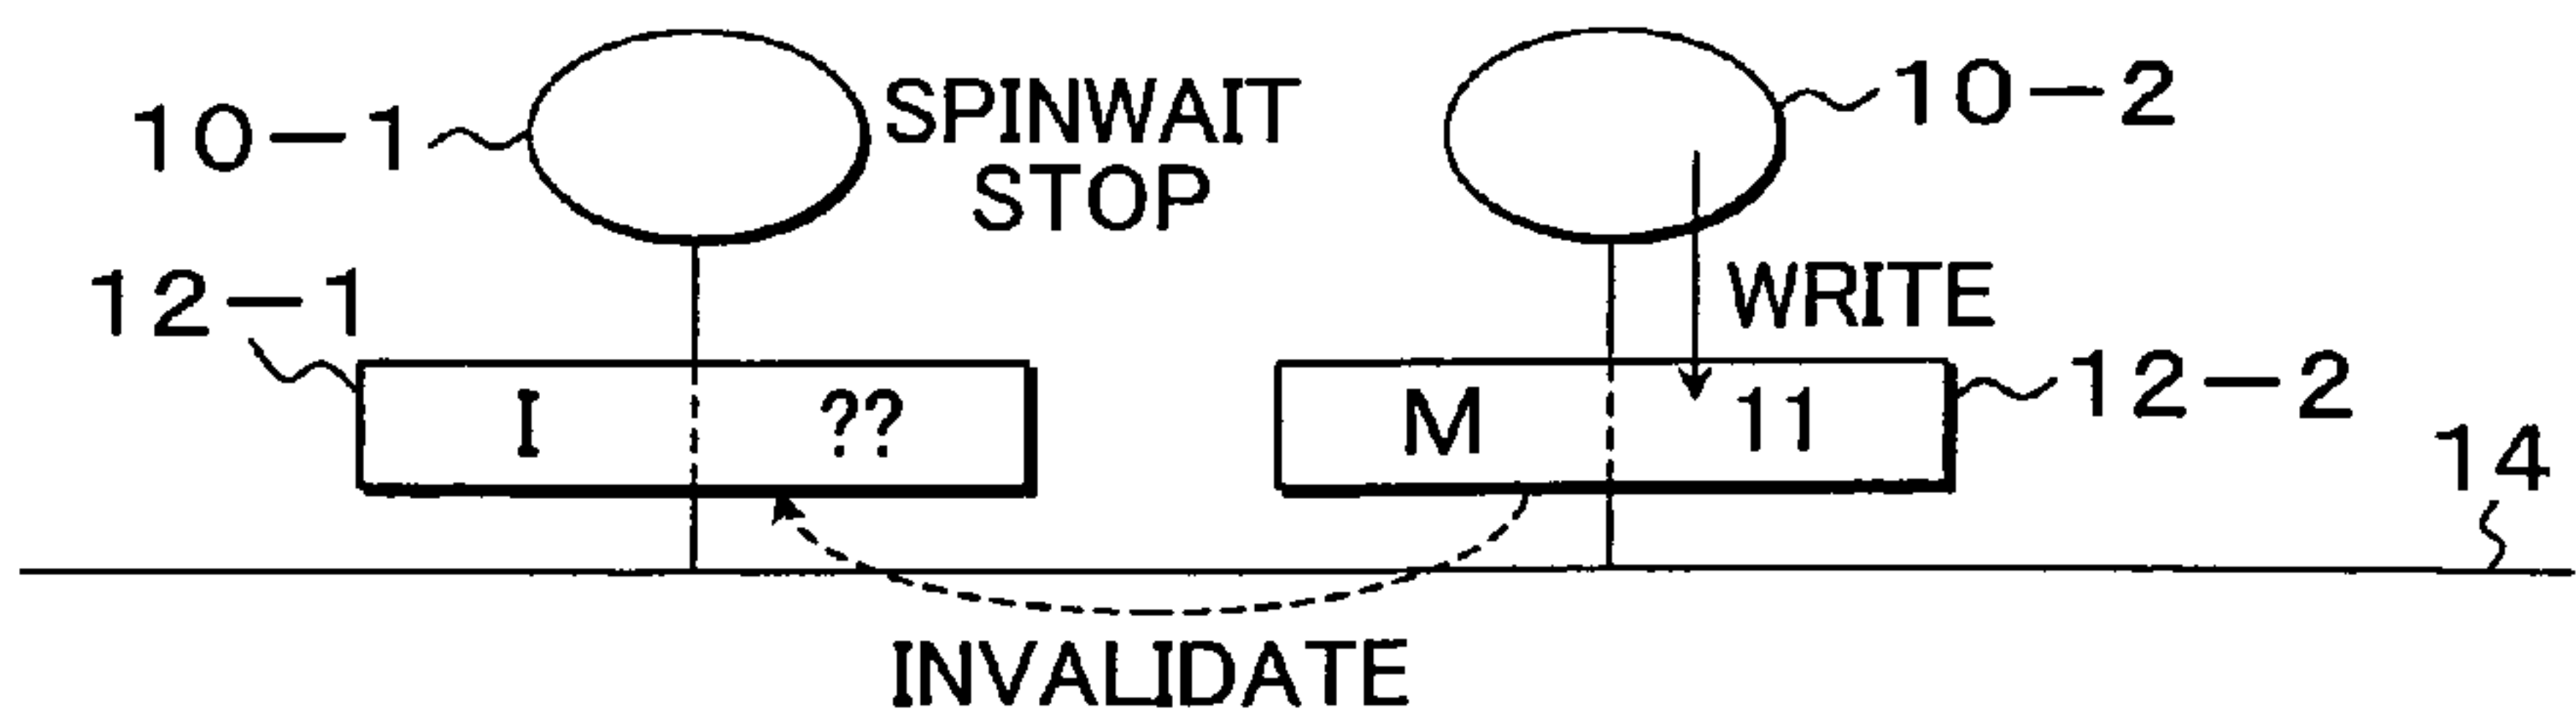 10-1
SPINWAIT
STOP
10-2
12-1
WRITE
I ??
M 11
12-2
14
INVALIDATE